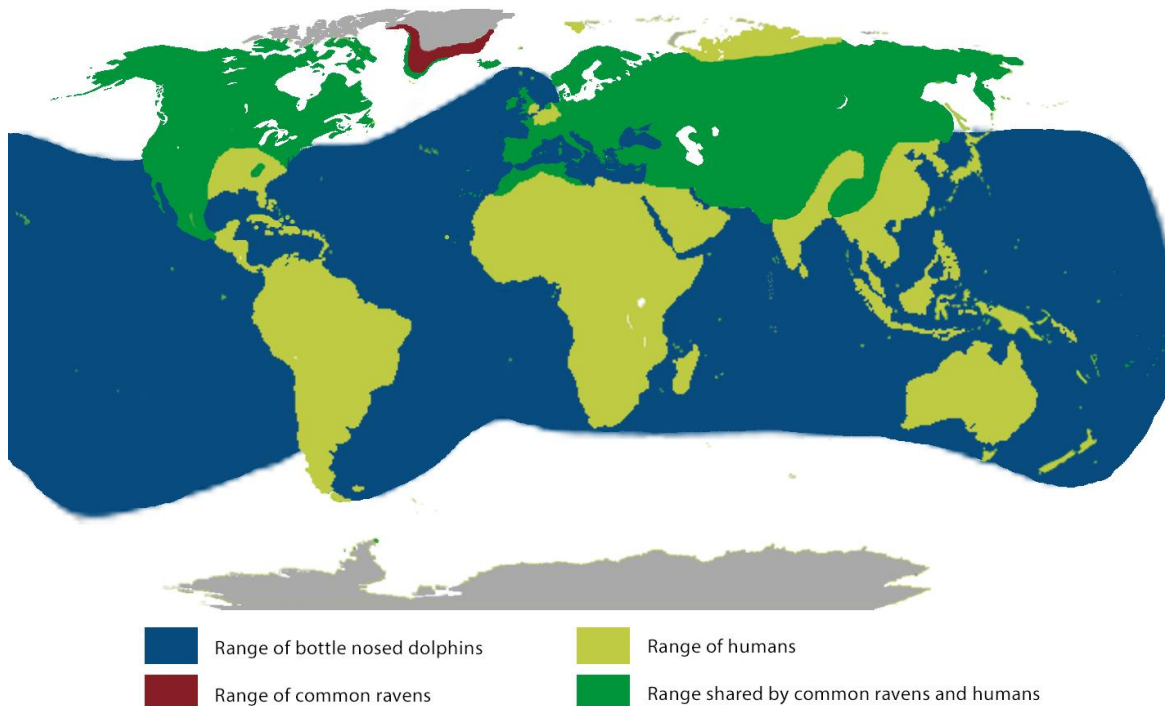 Range of bottle nosed dolphins
Range of humans
Range of common ravens
Range shared by common ravens and humans